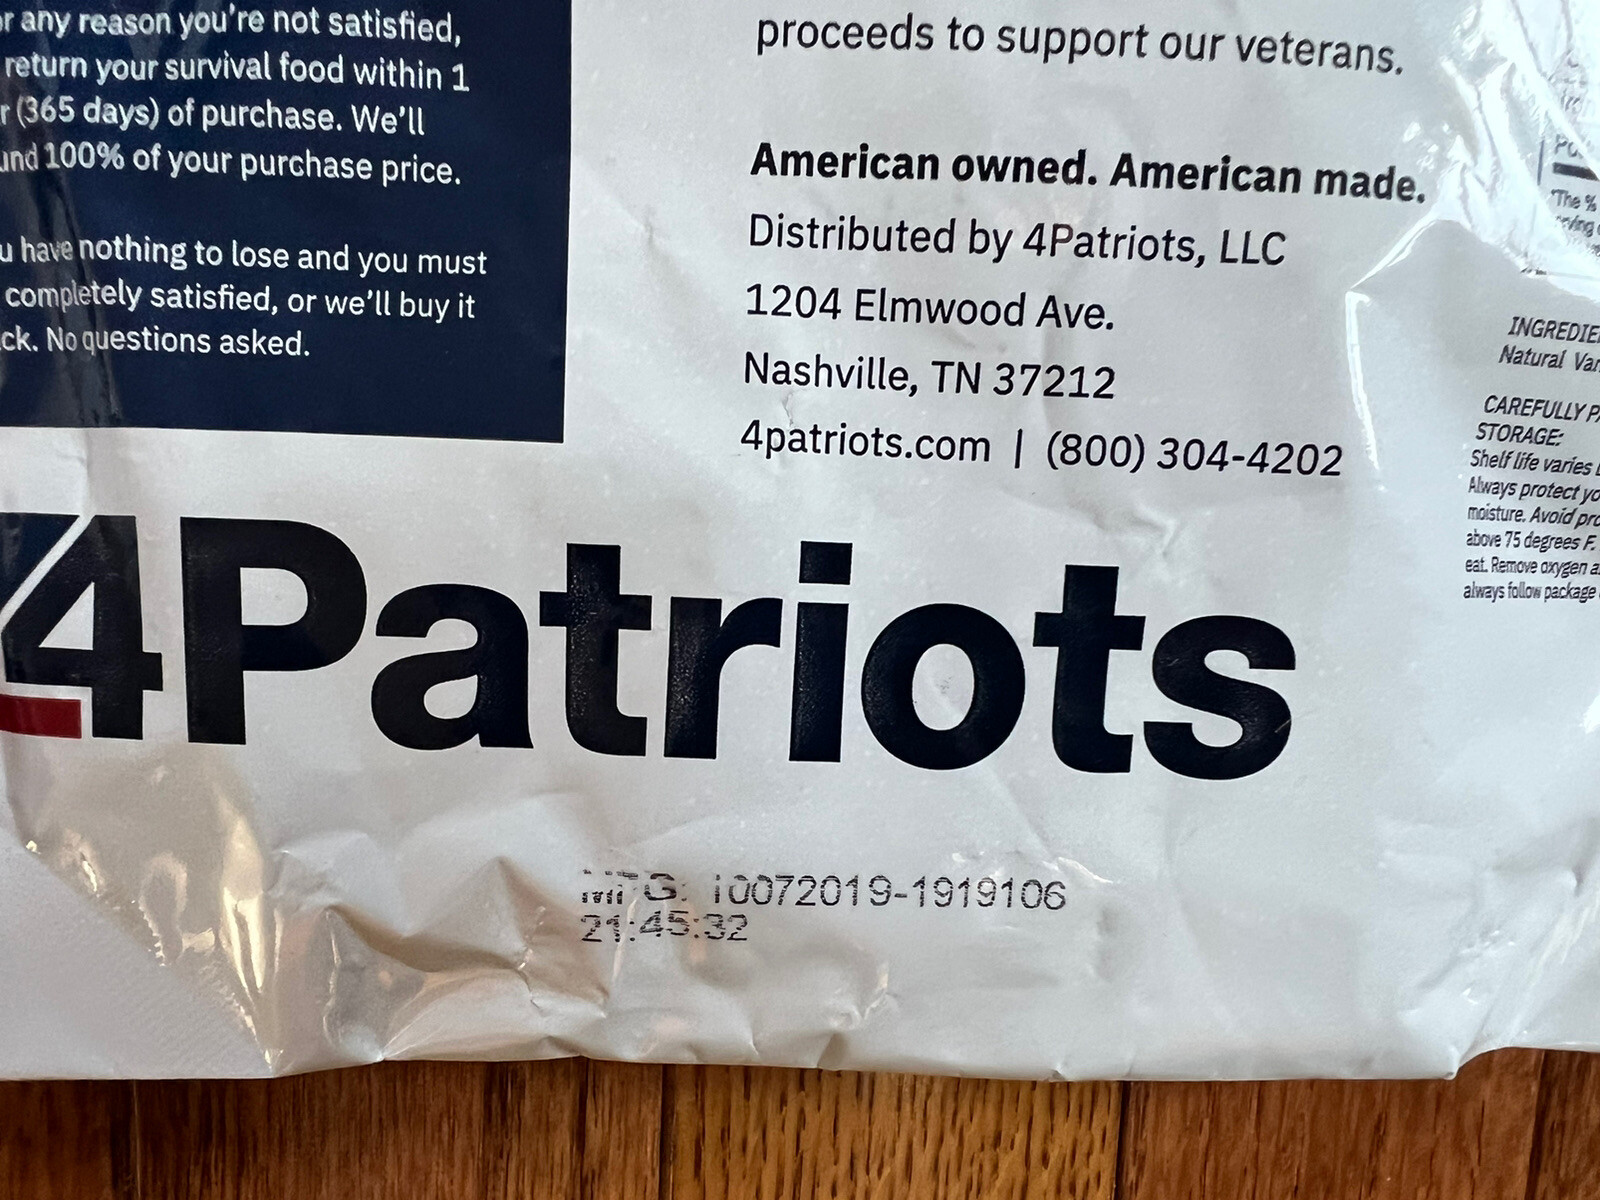 any reason you're not satisfied,
return your survival food within 1
(365 days) of purchase. We'll
100% of your purchase price.
have nothing to lose and you must
completely satisfied, or we'll buy it
No questions asked.
proceeds to support our veterans.
American owned. American made.
Distributed by 4Patriots, LLC
1204 Elmwood Ave.
Nashville, TN 37212
4patriots.com | (800) 304-4202
4Patriots
MFG: 10072019-1919106
21:45:32
*The %
INGREDIE
Natural Van
CAREFULLY PA
STORAGE:
Shelf life varies
Always protect yo
moisture. Avoid pro
above 75 degrees F.
eat. Remove oxygen a
always follow package